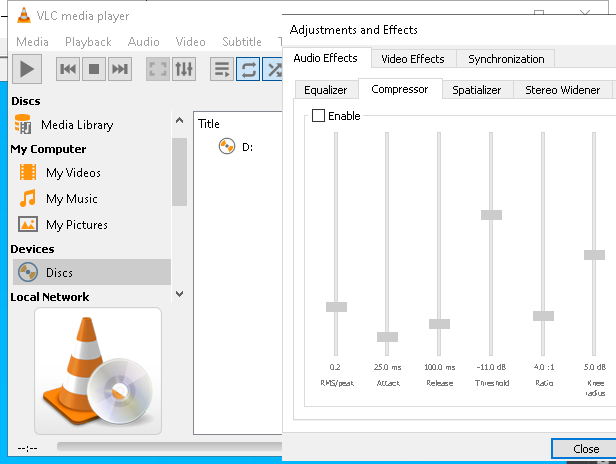 VLC media player
Media Playback Audio Video Subtitle T
Discs
Media Library
My Computer
My Videos
My Music
My Pictures
Devices
Discs
Local Network
--:--
Title
D:
Adjustments and Effects
Audio Effects Video Effects Synchronization
Equalizer Compressor Spatializer Stereo Widener
Enable
0.2 25.0 ms 100.0 ms -11.0 dB 4.0 :1 5.0 dB
RMS/peak Attack Release Threshold Ratio Knee
radius
Close